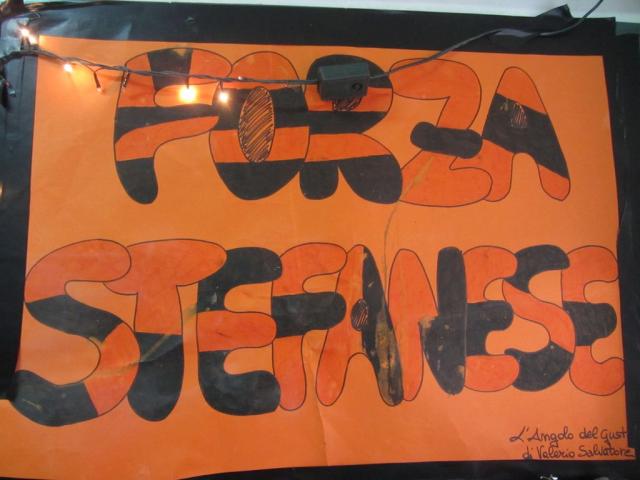 FORZA
STEFANESE
L'Angolo del Gust
di Valerio Salvatore